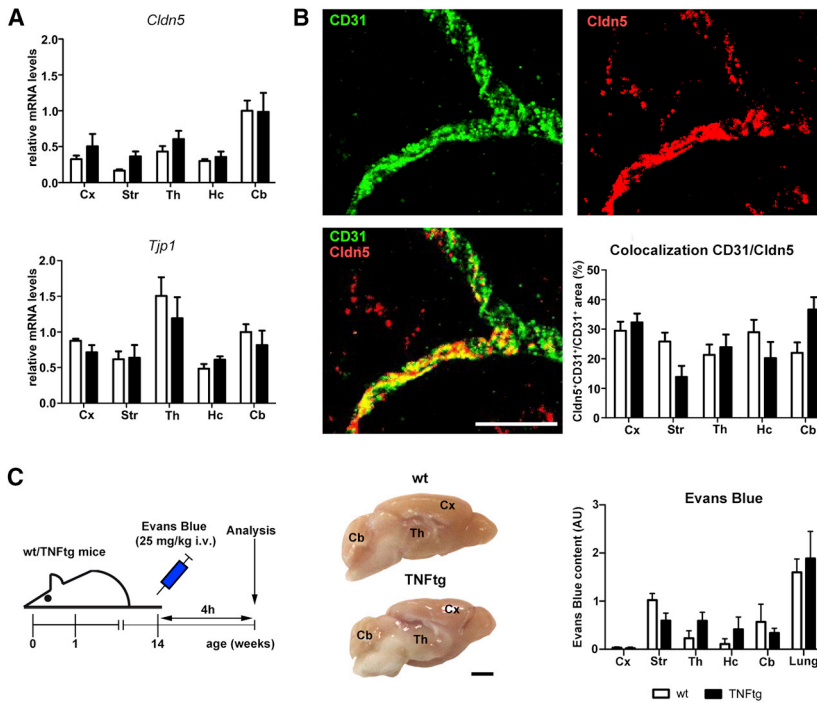 A
Cldn5
relative mRNA levels
2.0
1.5
1.0
0.5
0
Cx Str Th Hc Cb
Tjp1
relative mRNA levels
2.0
1.5
1.0
0.5
0
Cx Str Th Hc Cb
B
CD31
Cldn5
CD31
Cldn5
Colocalization CD31/Cldn5
Cldn5⁺CD31⁺/CD31⁺ area (%)
50
40
30
20
10
0
Cx Str Th Hc Cb
C
wt/TNFtg mice
Evans Blue
(25 mg/kg i.v.)
Analysis
4h
0 1 14 age (weeks)
wt
Cx
Cb Th
TNFtg
Cx
Cb Th
Evans Blue
Evans Blue content (AU)
3
2
1
0
Cx Str Th Hc Cb Lung
wt TNFtg